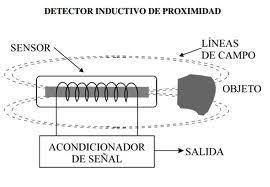 DETECTOR INDUCTIVO DE PROXIMIDAD
SENSOR
LÍNEAS
DE CAMPO
OBJETO
ACONDICIONADOR
DE SEÑAL
SALIDA